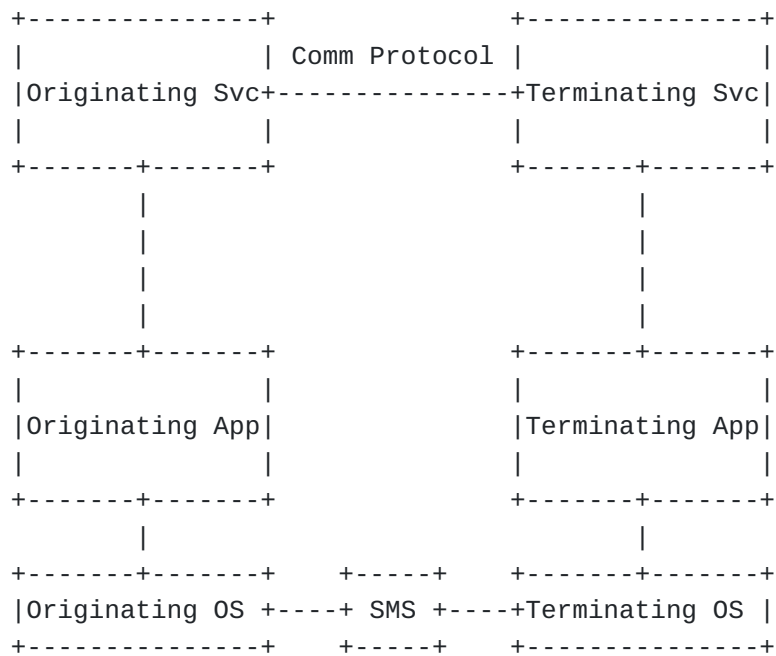 Comm Protocol
Originating Svc Terminating Svc
Originating App Terminating App
Originating OS SMS Terminating OS